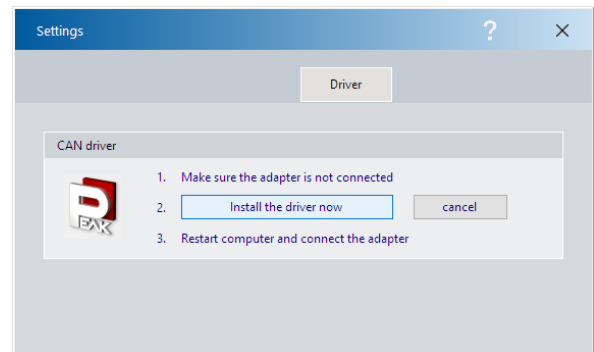 Settings
?
Driver
CAN driver
1. Make sure the adapter is not connected
2. Install the driver now cancel
3. Restart computer and connect the adapter
PEAK